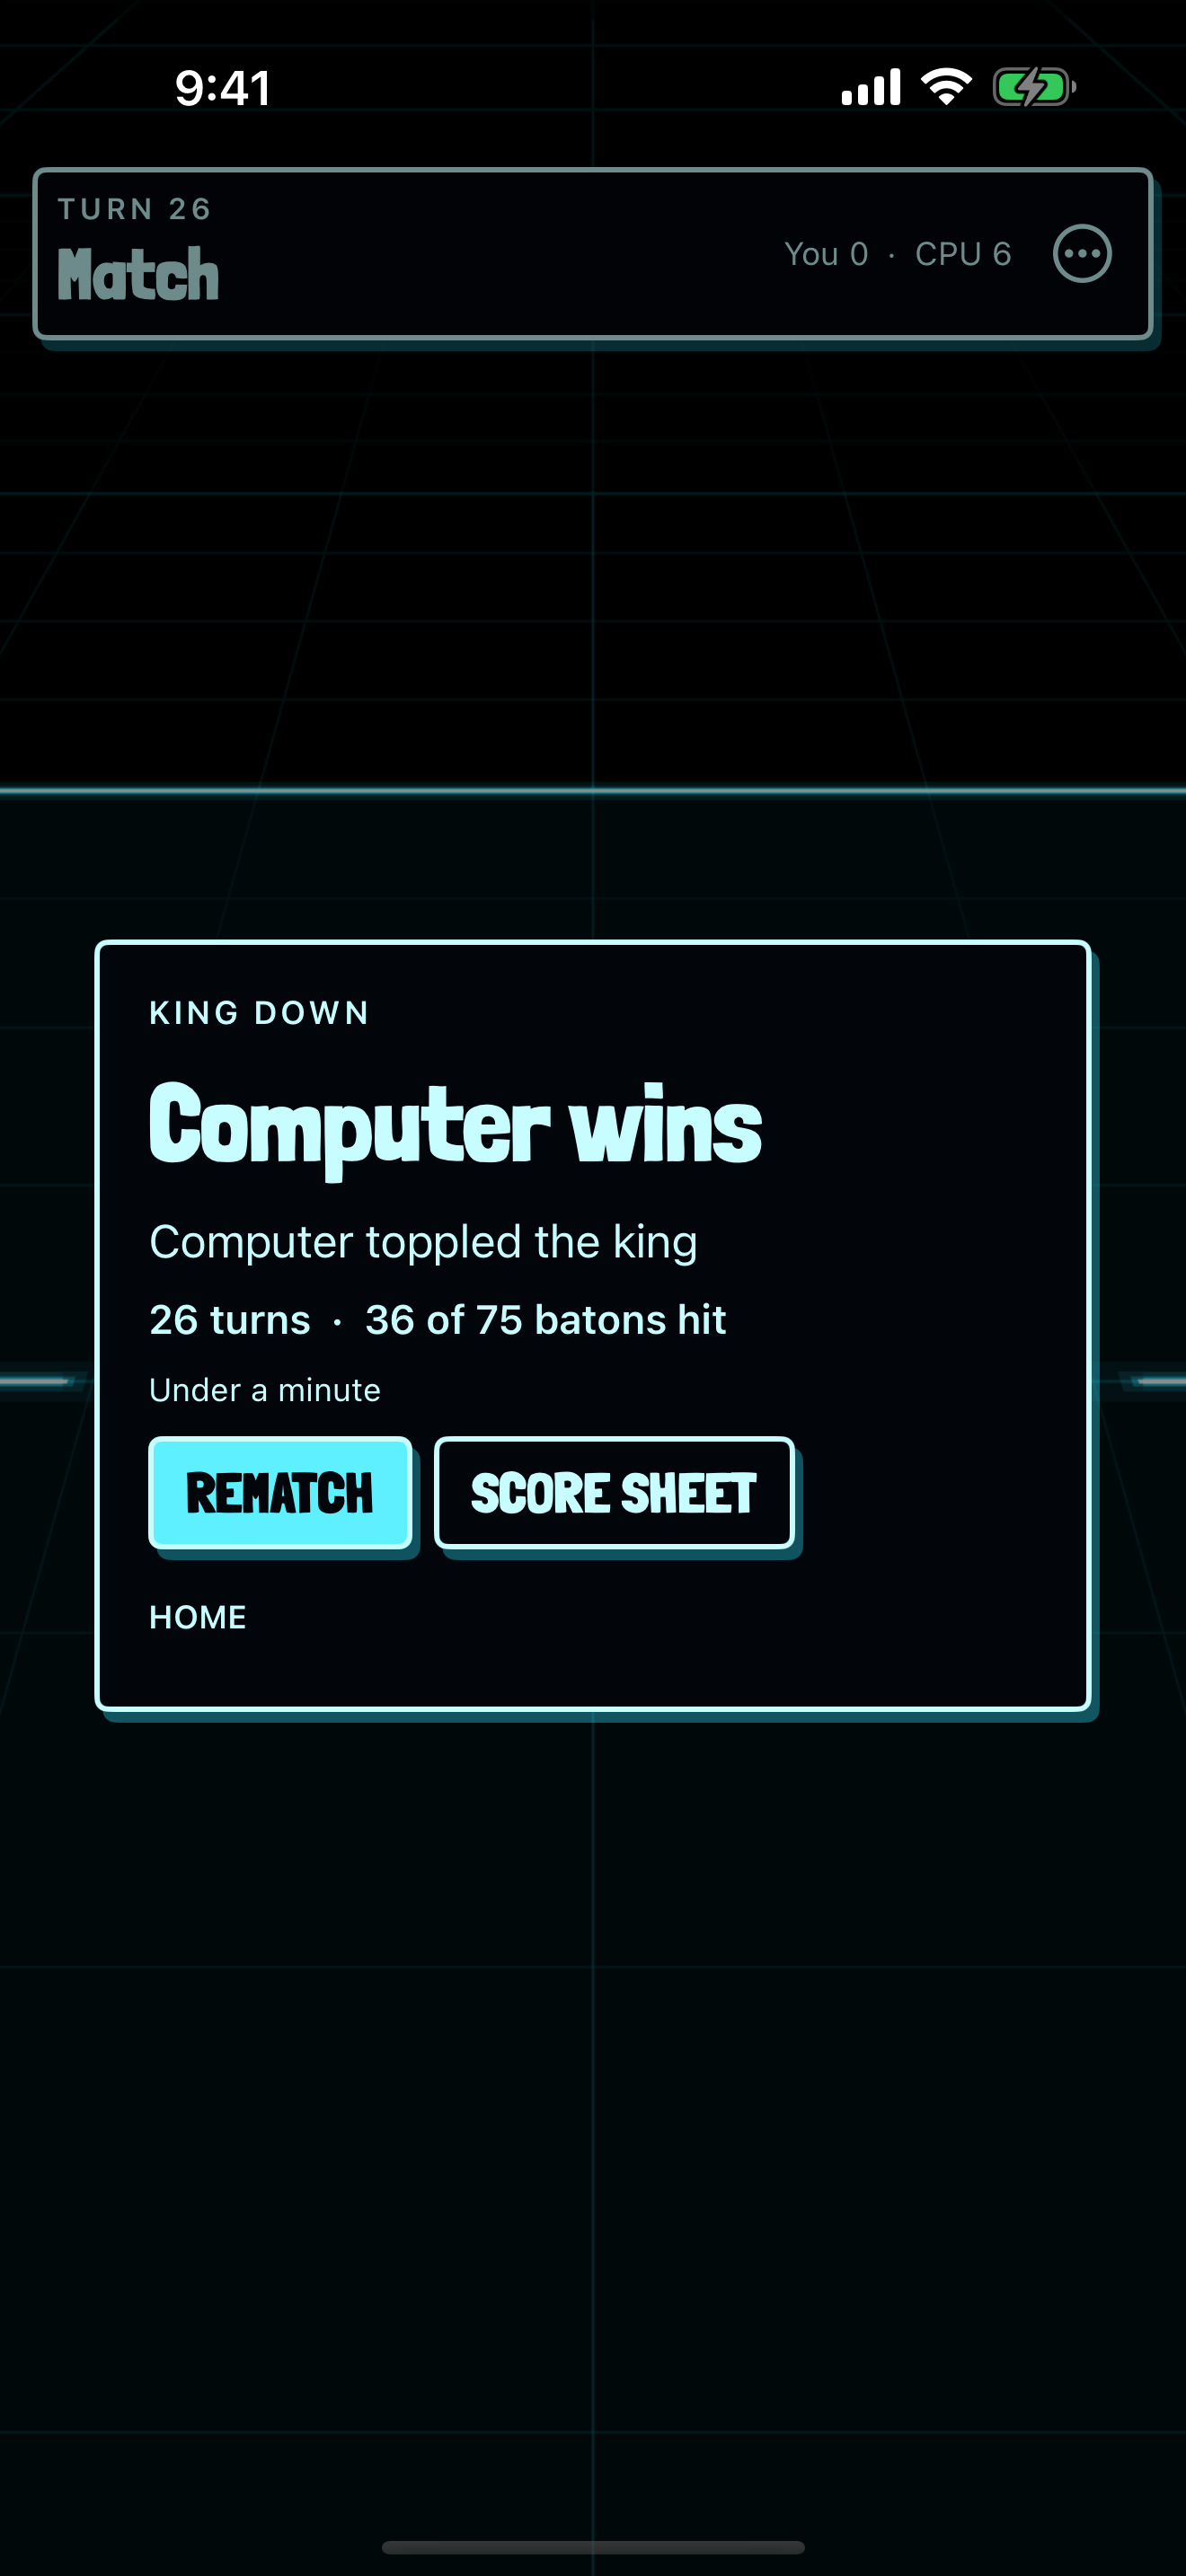 9:41
TURN 26
Match
You 0 · CPU 6
KING DOWN
Computer wins
Computer toppled the king
26 turns · 36 of 75 batons hit
Under a minute
REMATCH
SCORE SHEET
HOME